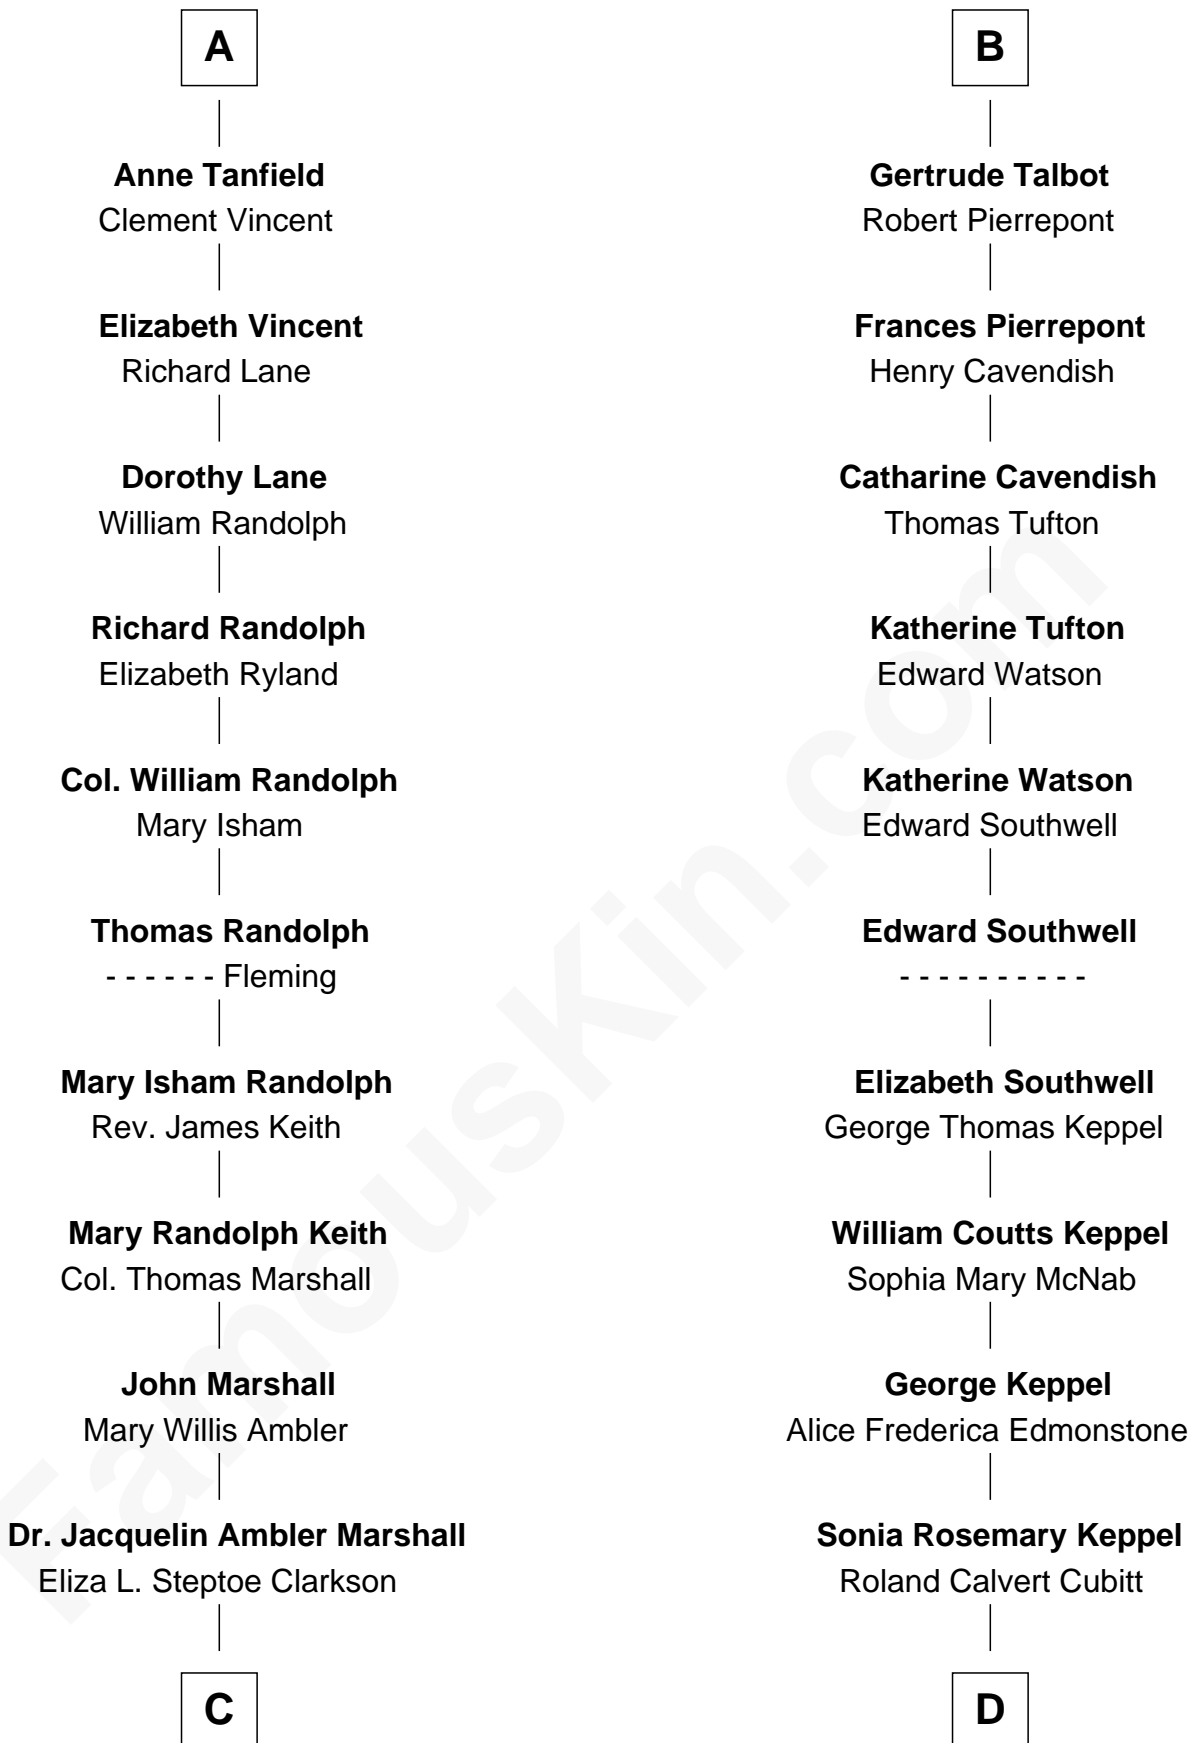 A
Anne Tanfield
Clement Vincent
Elizabeth Vincent
Richard Lane
Dorothy Lane
William Randolph
Richard Randolph
Elizabeth Ryland
Col. William Randolph
Mary Isham
Thomas Randolph
- - - - - - Fleming
Mary Isham Randolph
Rev. James Keith
Mary Randolph Keith
Col. Thomas Marshall
John Marshall
Mary Willis Ambler
Dr. Jacquelin Ambler Marshall
Eliza L. Steptoe Clarkson
C
B
Gertrude Talbot
Robert Pierrepont
Frances Pierrepont
Henry Cavendish
Catharine Cavendish
Thomas Tufton
Katherine Tufton
Edward Watson
Katherine Watson
Edward Southwell
Edward Southwell
- - - - - - - - - -
Elizabeth Southwell
George Thomas Keppel
William Coutts Keppel
Sophia Mary McNab
George Keppel
Alice Frederica Edmonstone
Sonia Rosemary Keppel
Roland Calvert Cubitt
D
FamousKin.com